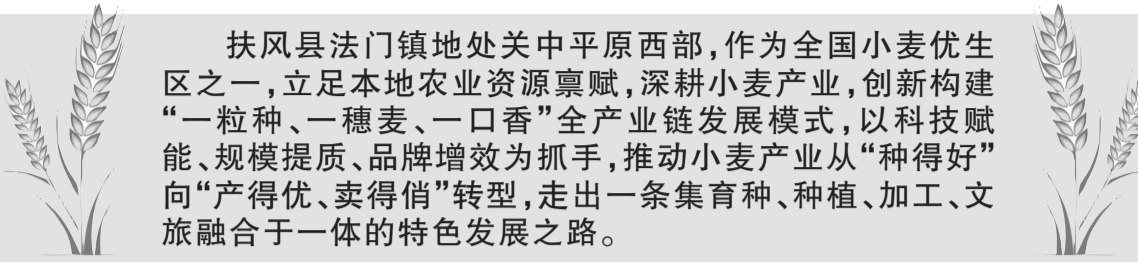 扶风县法门镇地处关中平原西部,作为全国小麦优生
区之一,立足本地农业资源禀赋,深耕小麦产业,创新构建
“一粒种、一穗麦、一口香”全产业链发展模式,以科技赋
能、规模提质、品牌增效为抓手,推动小麦产业从“种得好”
向“产得优、卖得俏”转型,走出一条集育种、种植、加工、文
旅融合于一体的特色发展之路。